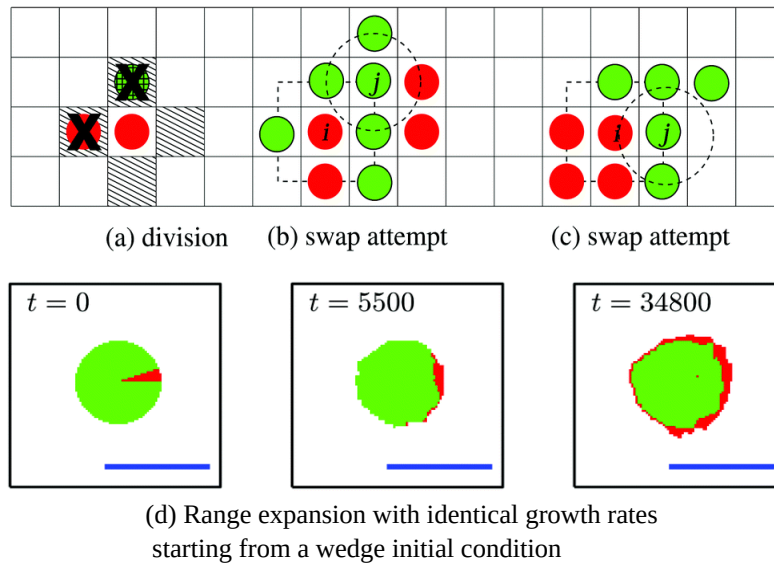 X
X
j
i
i
j
(a) division
(b) swap attempt
(c) swap attempt
t = 0
t = 5500
t = 34800
(d) Range expansion with identical growth rates
starting from a wedge initial condition